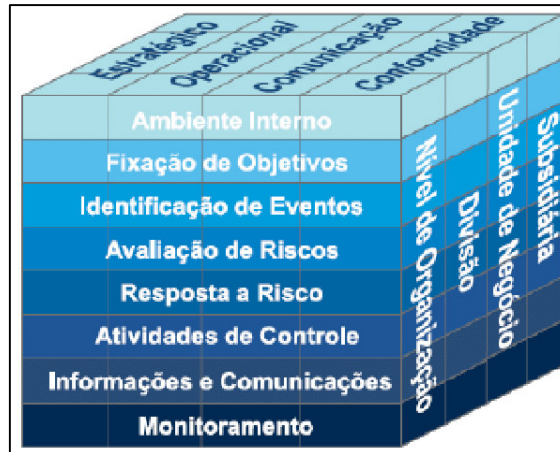 Estratégico
Operacional
Comunicação
Conformidade
Ambiente Interno
Fixação de Objetivos
Identificação de Eventos
Avaliação de Riscos
Resposta a Risco
Atividades de Controle
Informações e Comunicações
Monitoramento
Nível de Organização
Divisão
Unidade de Negócio
Subsidiária